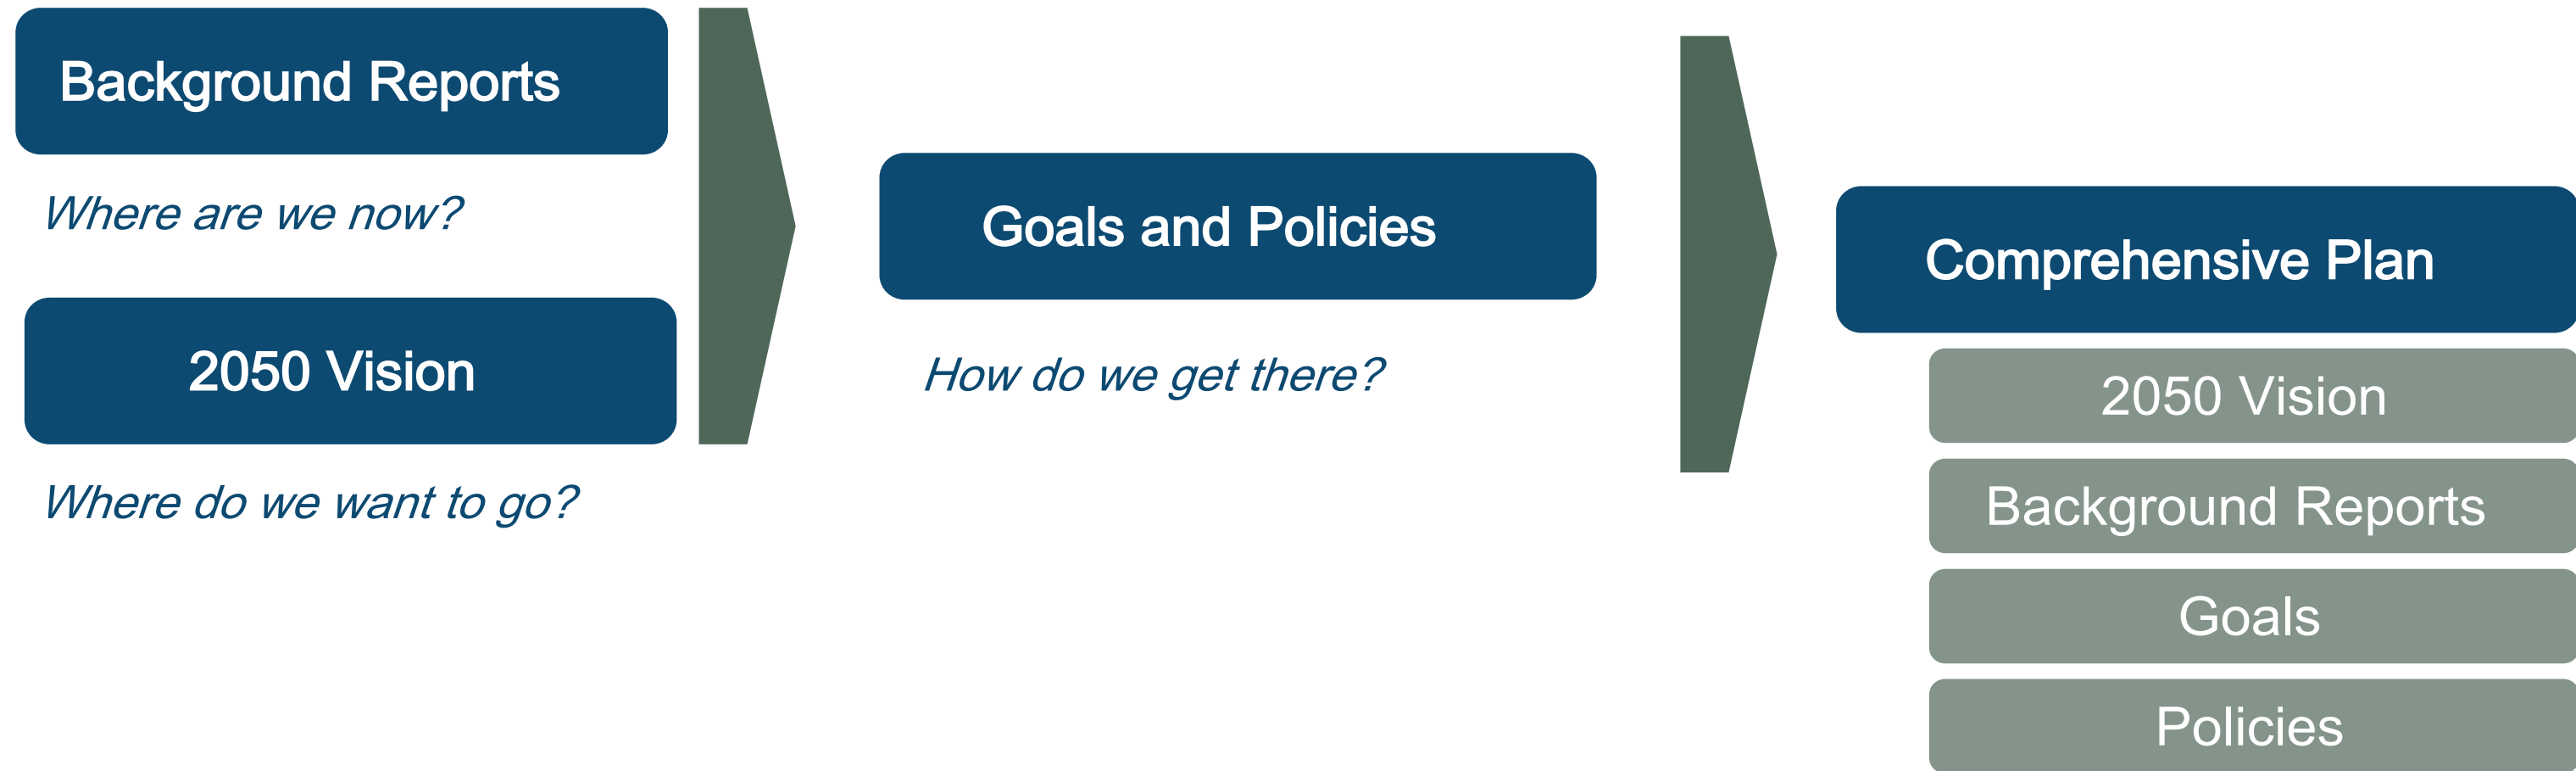 Background Reports
Where are we now?
2050 Vision
Where do we want to go?
Goals and Policies
How do we get there?
Comprehensive Plan
2050 Vision
Background Reports
Goals
Policies